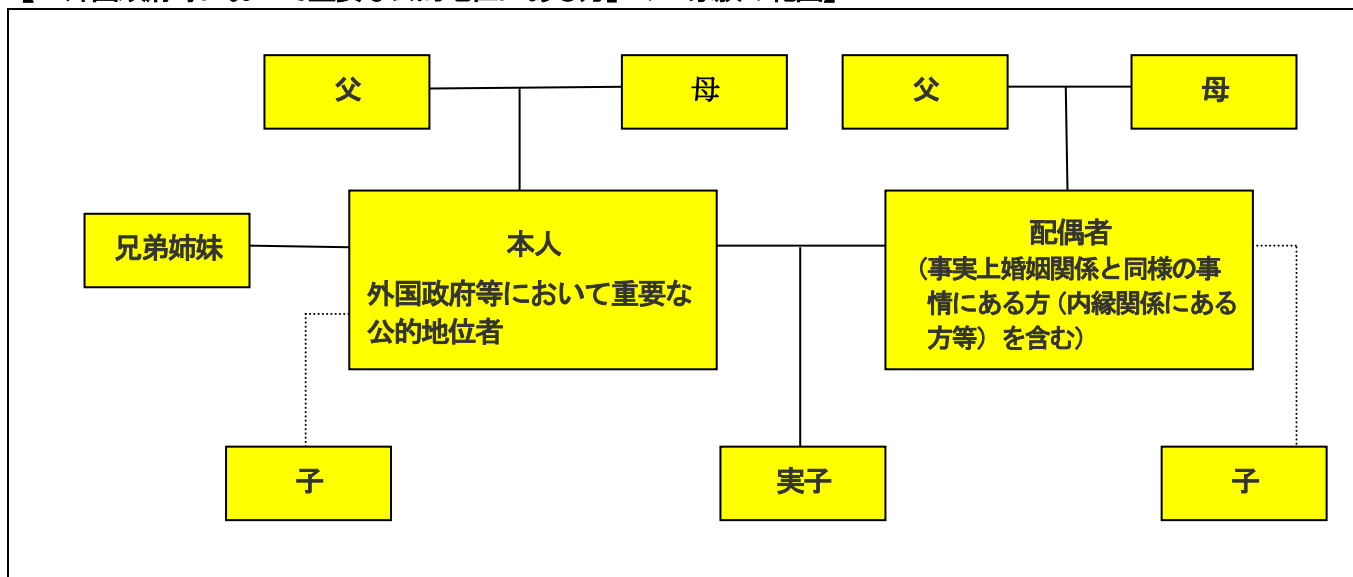 父
母
父
母
兄弟姉妹
本人
外国政府等において重要な
公的地位者
配偶者
（事実上婚姻関係と同様の事
情にある方（内縁関係にある
方等）を含む）
子
実子
子